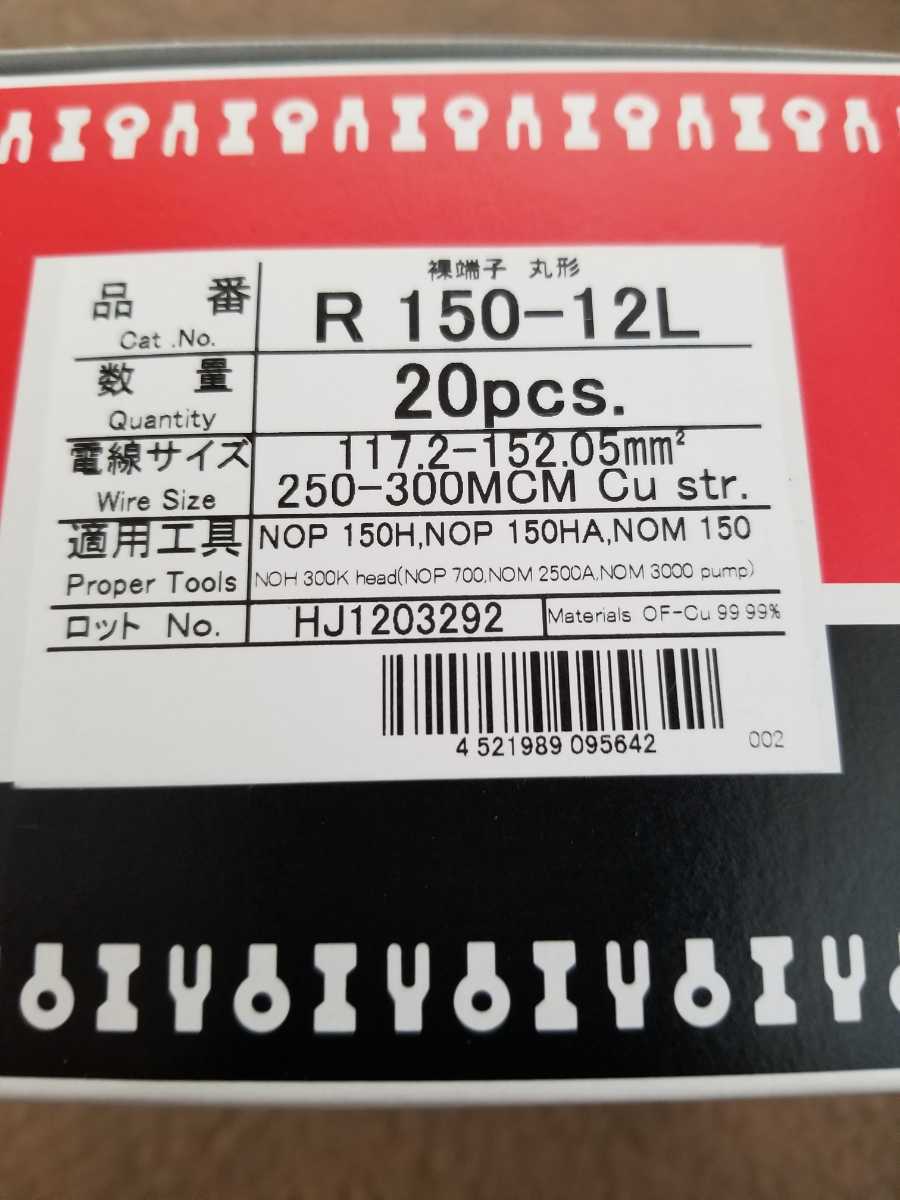 裸端子 丸形
品番 R 150-12L
Cat .No.
数量 20pcs.
Quantity
電線サイズ 117.2-152.05mm²
Wire Size 250-300MCM Cu str.
適用工具 NOP 150H,NOP 150HA,NOM 150
Proper Tools NOH 300K head(NOP 700,NOM 2500A,NOM 3000 pump)
ロット No. HJ1203292 Materials OF-Cu 99 99%
4 521989 095642 002